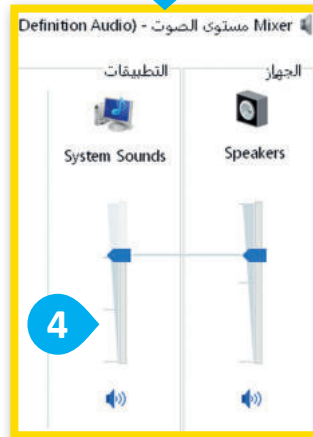 Mixer مستوى الصوت - (Definition Audio
الجهاز
التطبيقات
Speakers
System Sounds
4